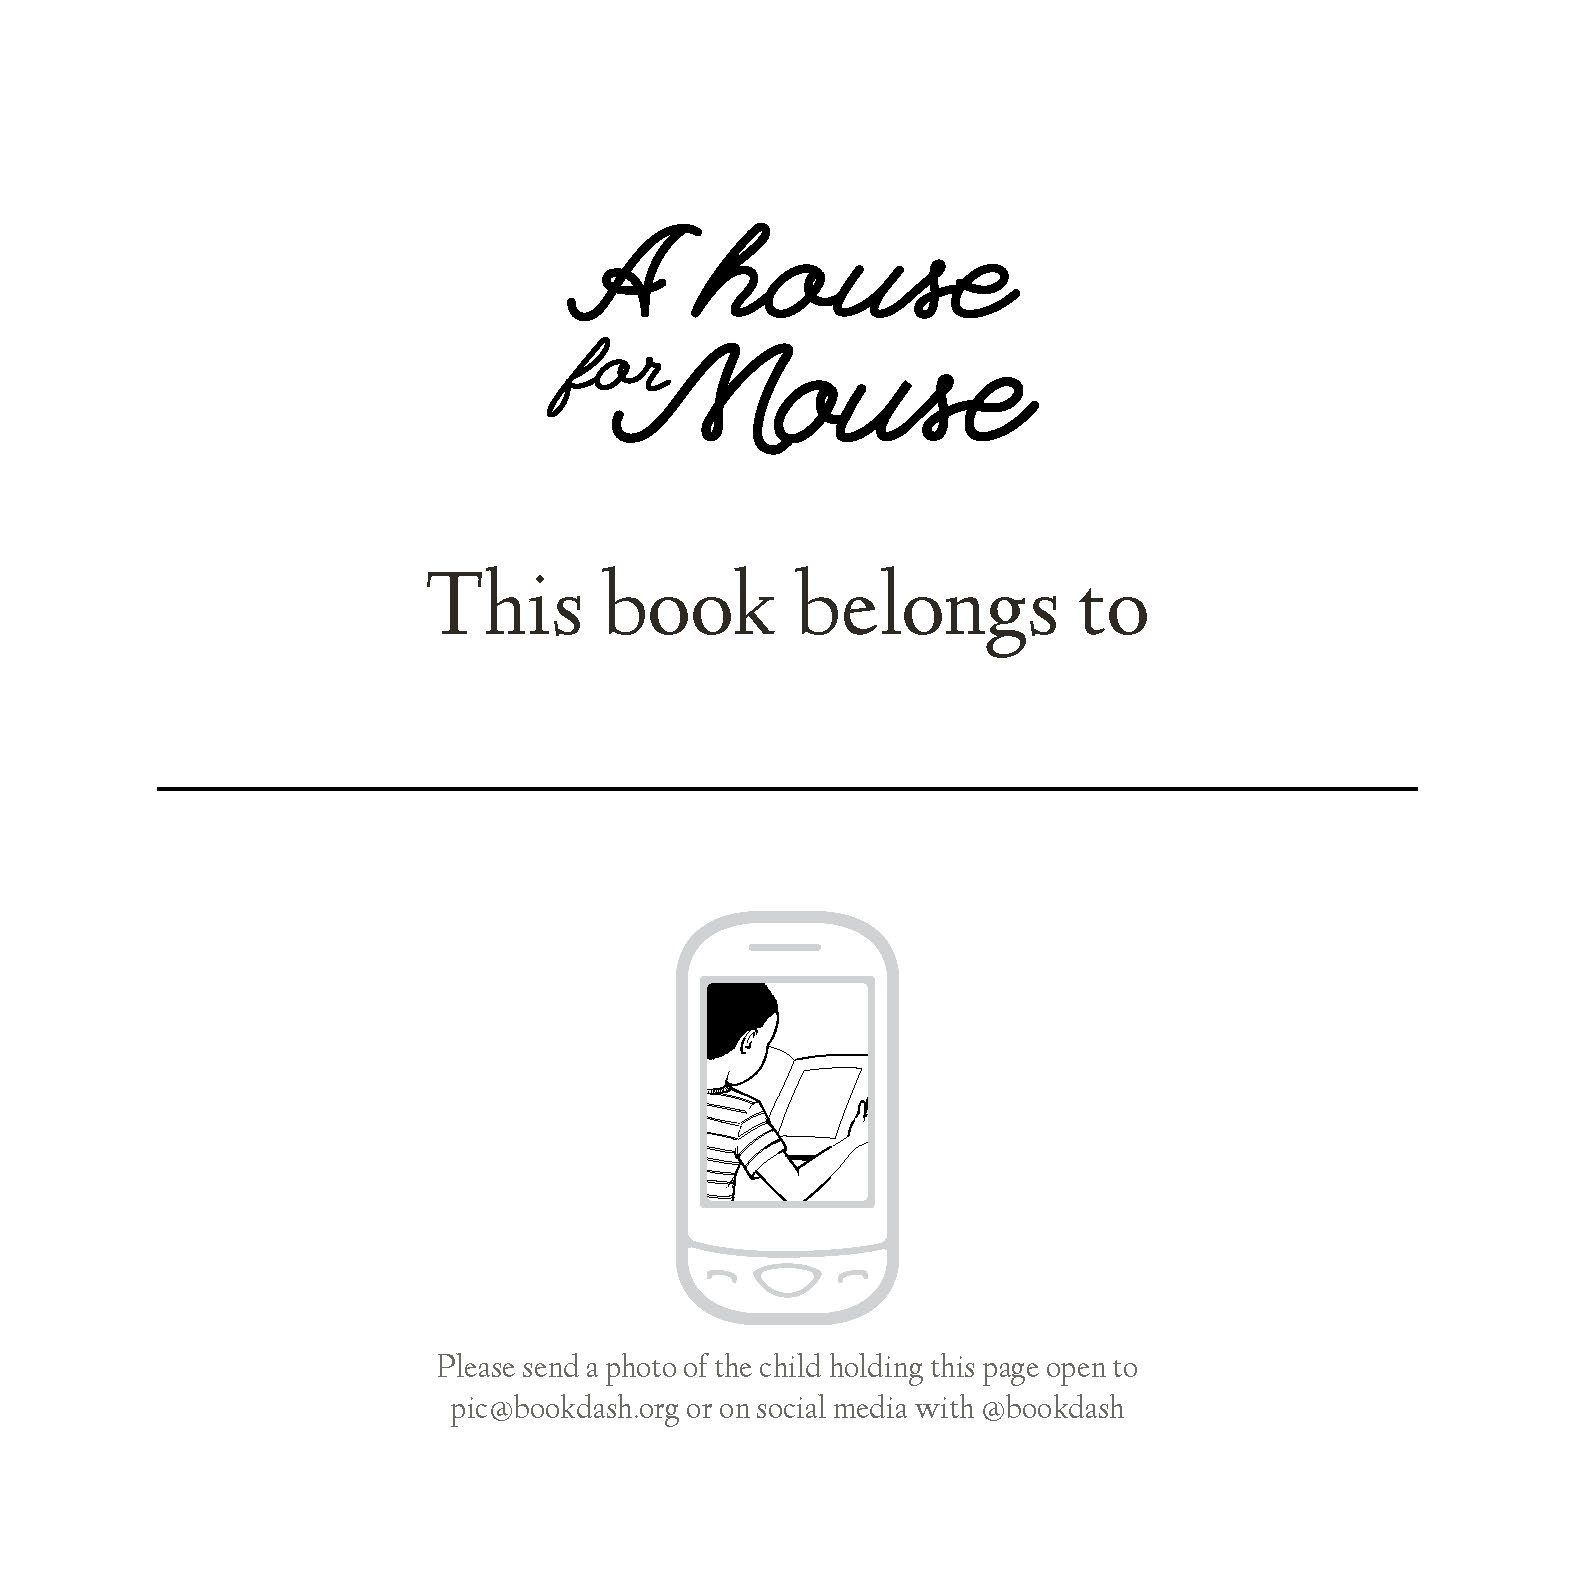 A house
for Mouse
This book belongs to
Please send a photo of the child holding this page open to
pic@bookdash.org or on social media with @bookdash